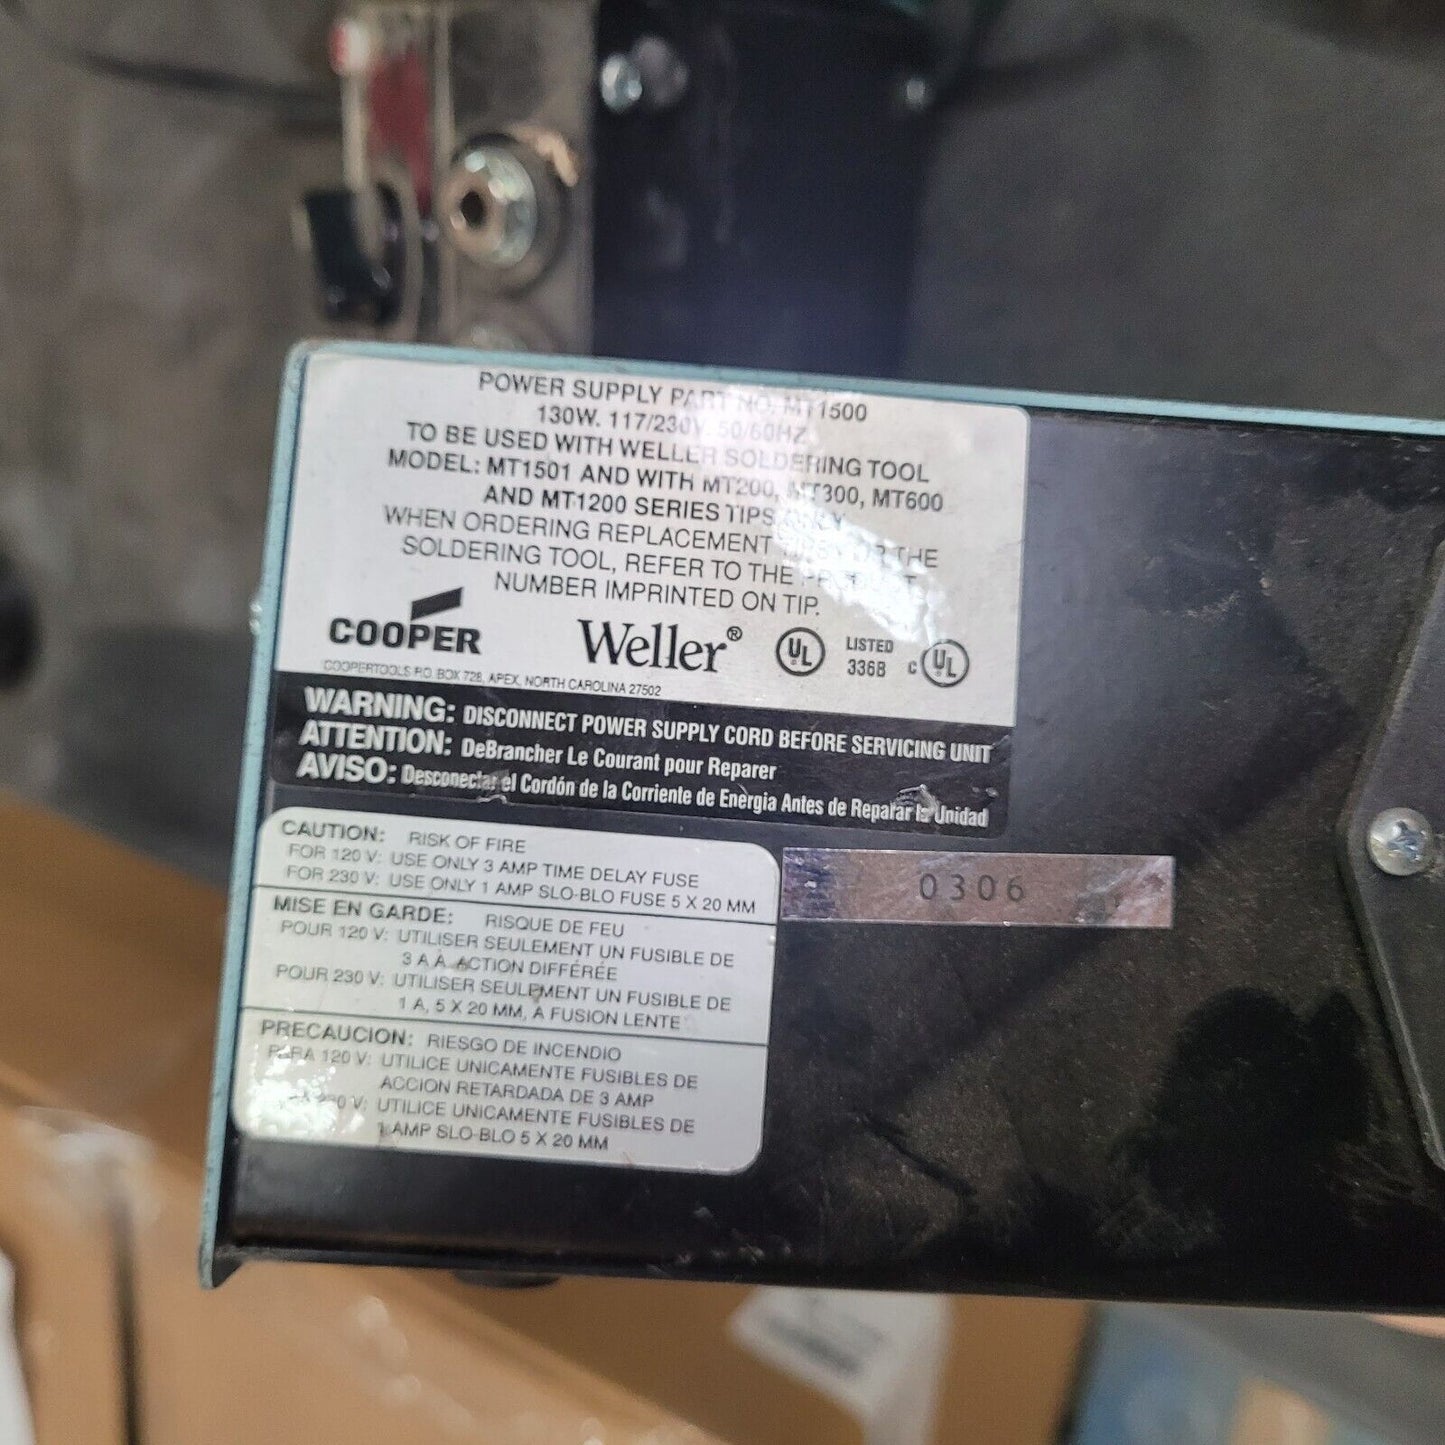 POWER SUPPLY PART NO. MT1500
130W. 117/230V. 50/60HZ
TO BE USED WITH WELLER SOLDERING TOOL
MODEL: MT1501 AND WITH MT200, MT300, MT600
AND MT1200 SERIES TIPS ONLY
WHEN ORDERING REPLACEMENT THE
SOLDERING TOOL, REFER TO THE
NUMBER IMPRINTED ON TIP.
COOPER Weller® UL LISTED 336B c UL
COOPERTOOLS P.O. BOX 728, APEX, NORTH CAROLINA 27502
WARNING: DISCONNECT POWER SUPPLY CORD BEFORE SERVICING UNIT
ATTENTION: DeBrancher Le Courant pour Reparer
AVISO: Desconectar el Cordón de la Corriente de Energia Antes de Reparar la Unidad
CAUTION: RISK OF FIRE
FOR 120 V: USE ONLY 3 AMP TIME DELAY FUSE
FOR 230 V: USE ONLY 1 AMP SLO-BLO FUSE 5 X 20 MM
MISE EN GARDE: RISQUE DE FEU
POUR 120 V: UTILISER SEULEMENT UN FUSIBLE DE
3 A A. ACTION DIFFÉRÉE
POUR 230 V: UTILISER SEULEMENT UN FUSIBLE DE
1 A, 5 X 20 MM, A FUSION LENTE
PRECAUCION: RIESGO DE INCENDIO
PARA 120 V: UTILICE UNICAMENTE FUSIBLES DE
ACCION RETARDADA DE 3 AMP
230 V: UTILICE UNICAMENTE FUSIBLES DE
1 AMP SLO-BLO 5 X 20 MM
0306